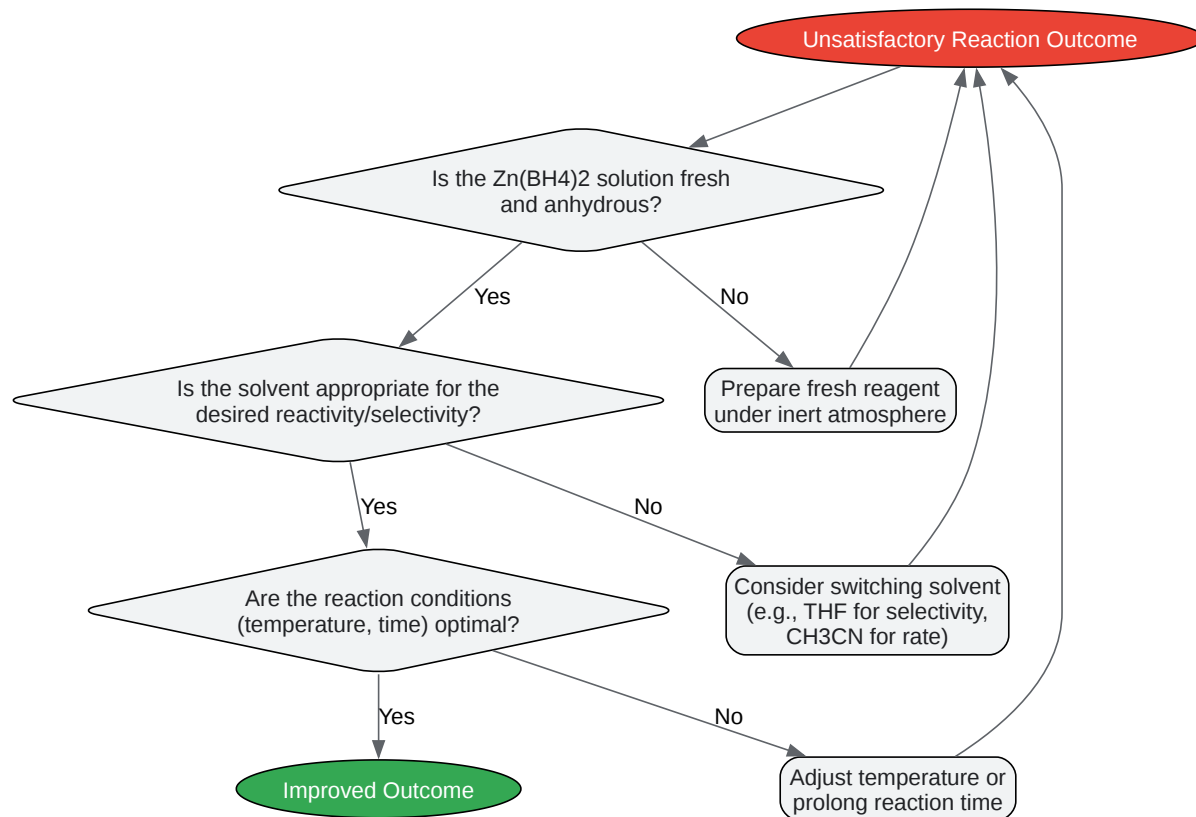 Unsatisfactory Reaction Outcome
Is the Zn(BH4)2 solution fresh
and anhydrous?
Yes
No
Is the solvent appropriate for the
desired reactivity/selectivity?
Prepare fresh reagent
under inert atmosphere
Yes
No
Are the reaction conditions
(temperature, time) optimal?
Consider switching solvent
(e.g., THF for selectivity,
CH3CN for rate)
Yes
No
Improved Outcome
Adjust temperature or
prolong reaction time